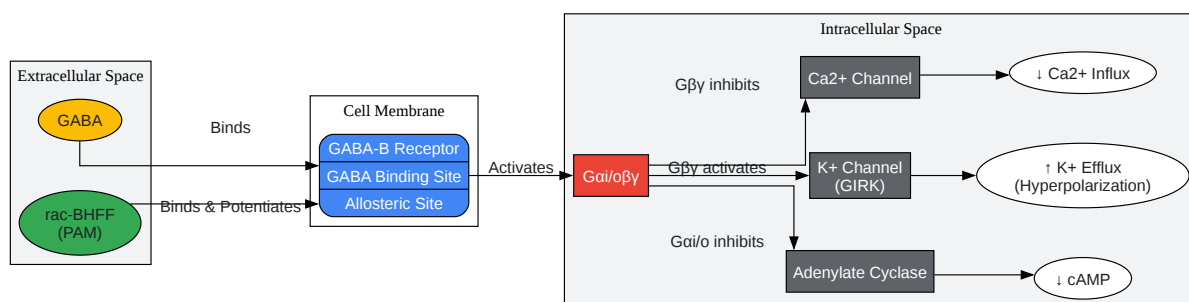 Extracellular Space
GABA
rac-BHFF
(PAM)
Binds
Binds & Potentiates
Cell Membrane
GABA-B Receptor
GABA Binding Site
Allosteric Site
Activates
Intracellular Space
Gαi/oβγ
Gβγ inhibits
Gβγ activates
Gαi/o inhibits
Ca2+ Channel
K+ Channel
(GIRK)
Adenylate Cyclase
↓ Ca2+ Influx
↑ K+ Efflux
(Hyperpolarization)
↓ cAMP